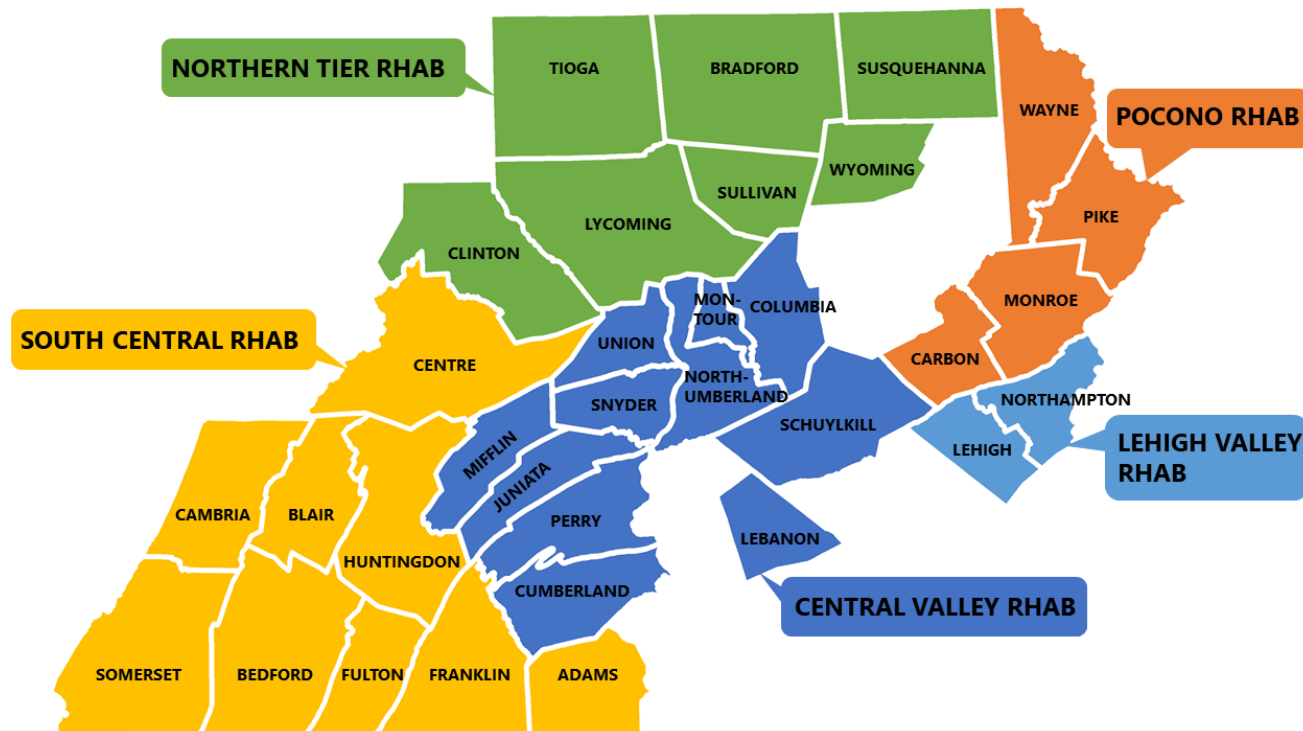 NORTHERN TIER RHAB
TIOGA
BRADFORD
SUSQUEHANNA
WAYNE
POCONO RHAB
WYOMING
SULLIVAN
PIKE
LYCOMING
CLINTON
MON-
TOUR
COLUMBIA
MONROE
SOUTH CENTRAL RHAB
UNION
CENTRE
CARBON
NORTH-
UMBERLAND
SNYDER
NORTHAMPTON
SCHUYLKILL
LEHIGH
LEHIGH VALLEY
RHAB
MIFFLIN
JUNIATA
CAMBRIA
BLAIR
PERRY
LEBANON
HUNTINGDON
CUMBERLAND
CENTRAL VALLEY RHAB
SOMERSET
BEDFORD
FULTON
FRANKLIN
ADAMS